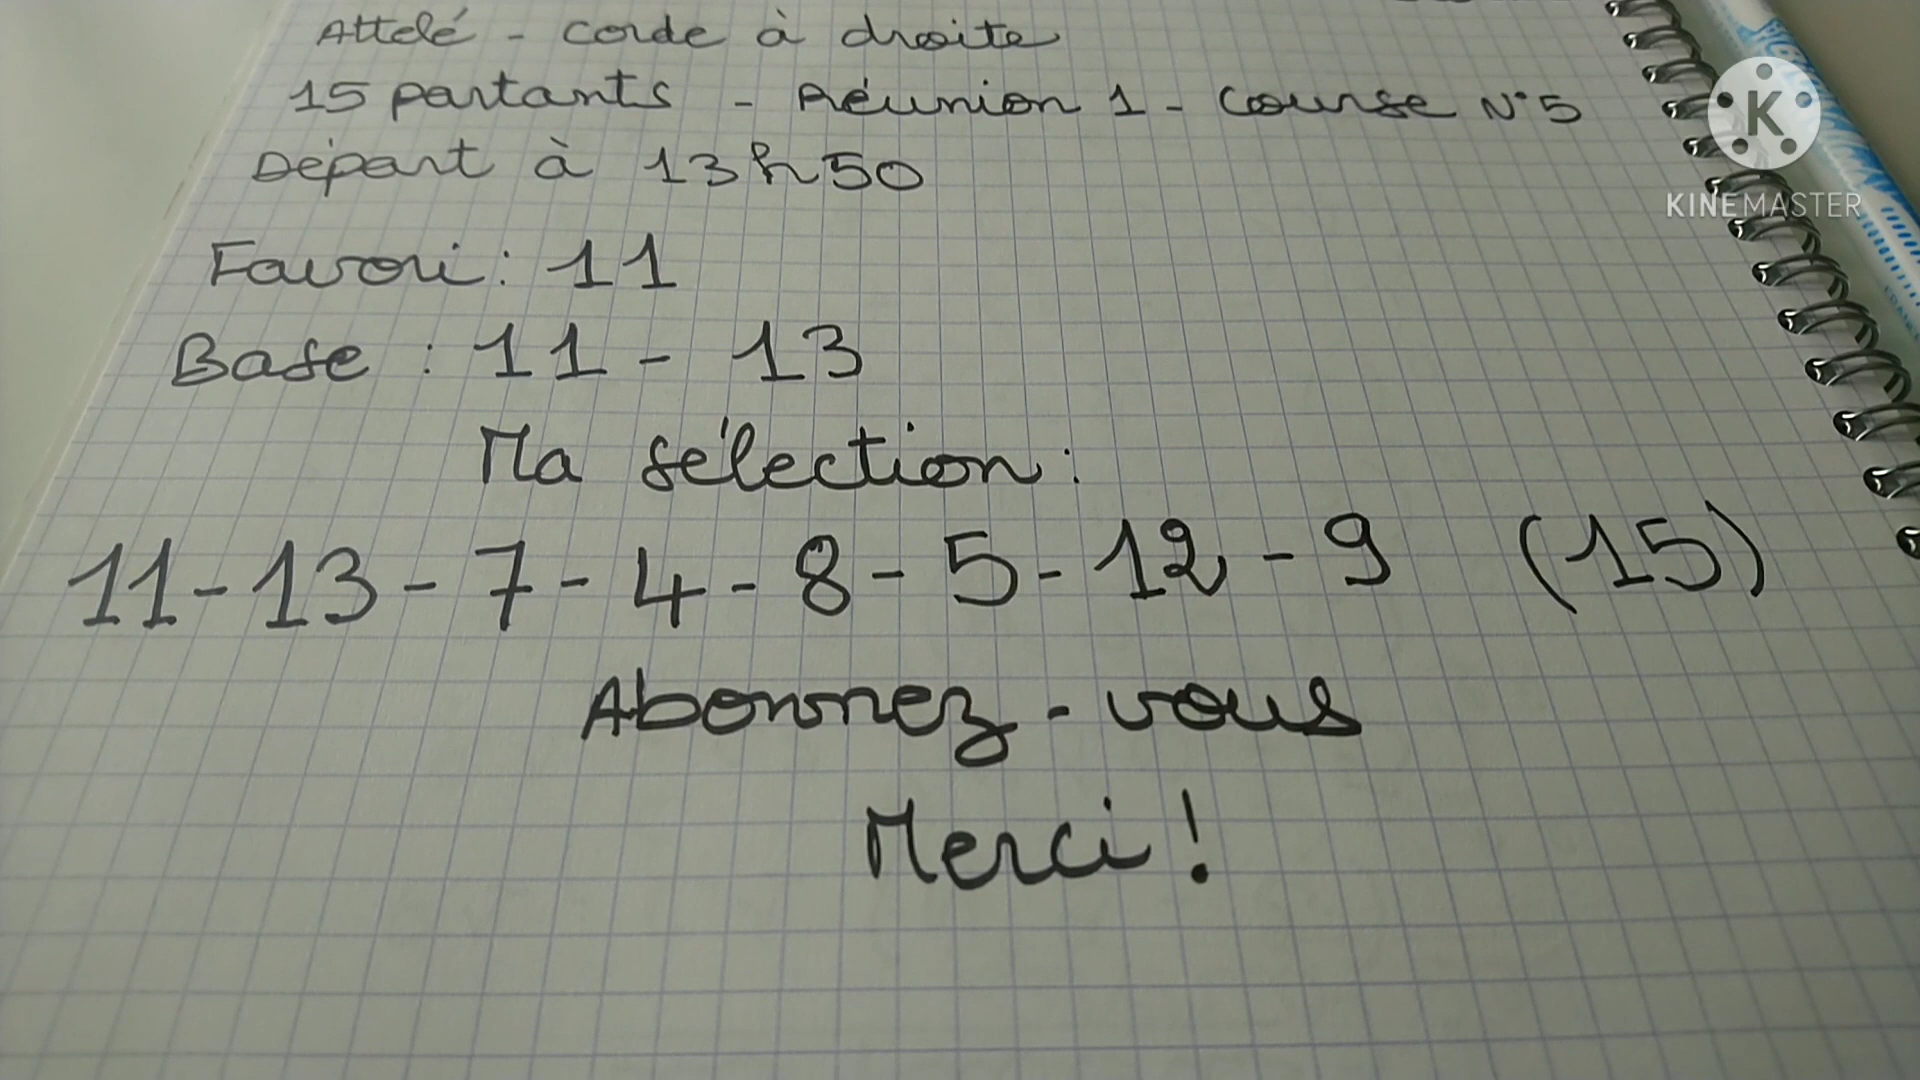 Attelé - corde à droite
15 partants - Réunion 1 - course N°5
Départ à 13h50
Favori : 11
Base : 11 - 13
Ma sélection :
11 - 13 - 7 - 4 - 8 - 5 - 12 - 9 (15)
Abonnez-vous
Merci !
K
KINEMASTER